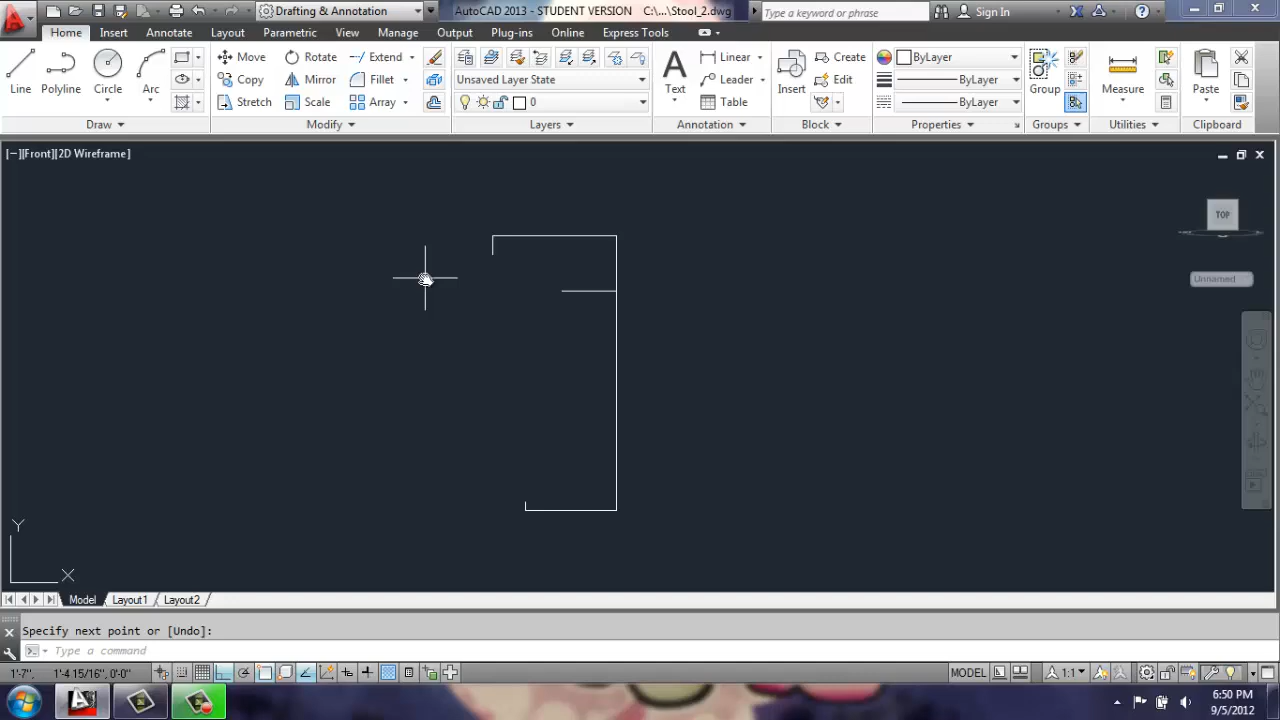 Drafting & Annotation AutoCAD 2013 - STUDENT VERSION C:\...\Stool_2.dwg Type a keyword or phrase Sign In
Home Insert Annotate Layout Parametric View Manage Output Plug-ins Online Express Tools
Move Rotate Extend Linear Create ByLayer
Line Polyline Circle Arc Copy Mirror Fillet Unsaved Layer State Text Leader Insert Edit ByLayer Group Measure Paste
Stretch Scale Array 0 Table ByLayer
Draw Modify Layers Annotation Block Properties Groups Utilities Clipboard
[−][Front][2D Wireframe]
TOP
Unnamed
Y
X
Model Layout1 Layout2
Specify next point or [Undo]:
Type a command
1'-7", 1'-4 15/16", 0'-0" MODEL 1:1
6:50 PM
9/5/2012